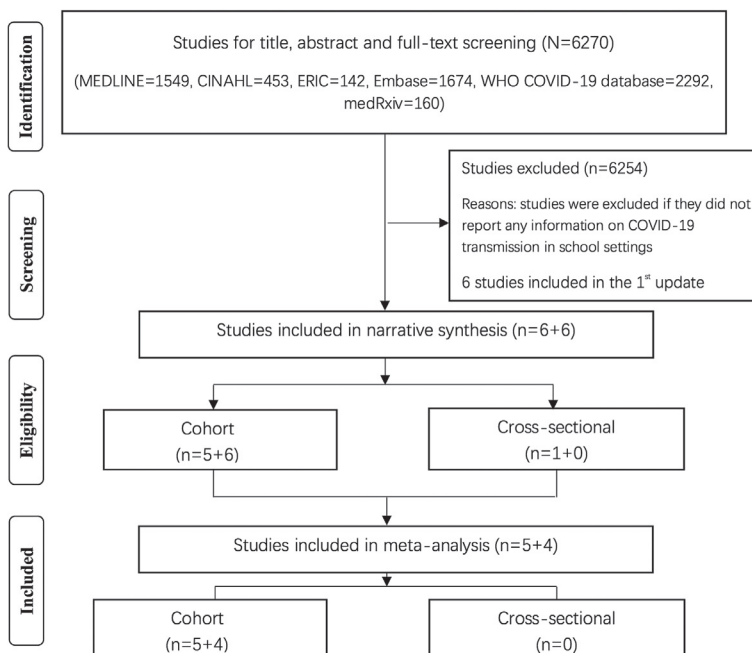 Identification
Studies for title, abstract and full-text screening (N=6270)
(MEDLINE=1549, CINAHL=453, ERIC=142, Embase=1674, WHO COVID-19 database=2292,
medRxiv=160)
Screening
Studies excluded (n=6254)
Reasons: studies were excluded if they did not
report any information on COVID-19
transmission in school settings
6 studies included in the 1st update
Studies included in narrative synthesis (n=6+6)
Eligibility
Cohort
(n=5+6)
Cross-sectional
(n=1+0)
Studies included in meta-analysis (n=5+4)
Included
Cohort
(n=5+4)
Cross-sectional
(n=0)